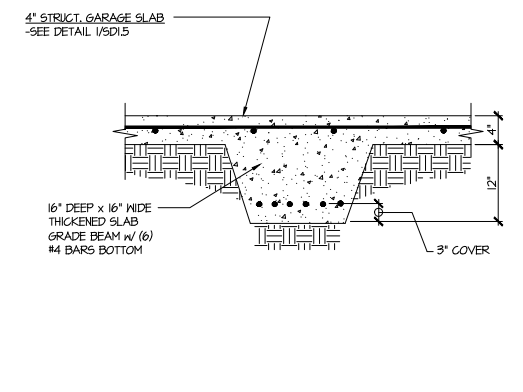 4" STRUCT. GARAGE SLAB
-SEE DETAIL 1/SD1.5
4"
12"
16" DEEP x 16" WIDE
THICKENED SLAB
GRADE BEAM w/ (6)
#4 BARS BOTTOM
3" COVER